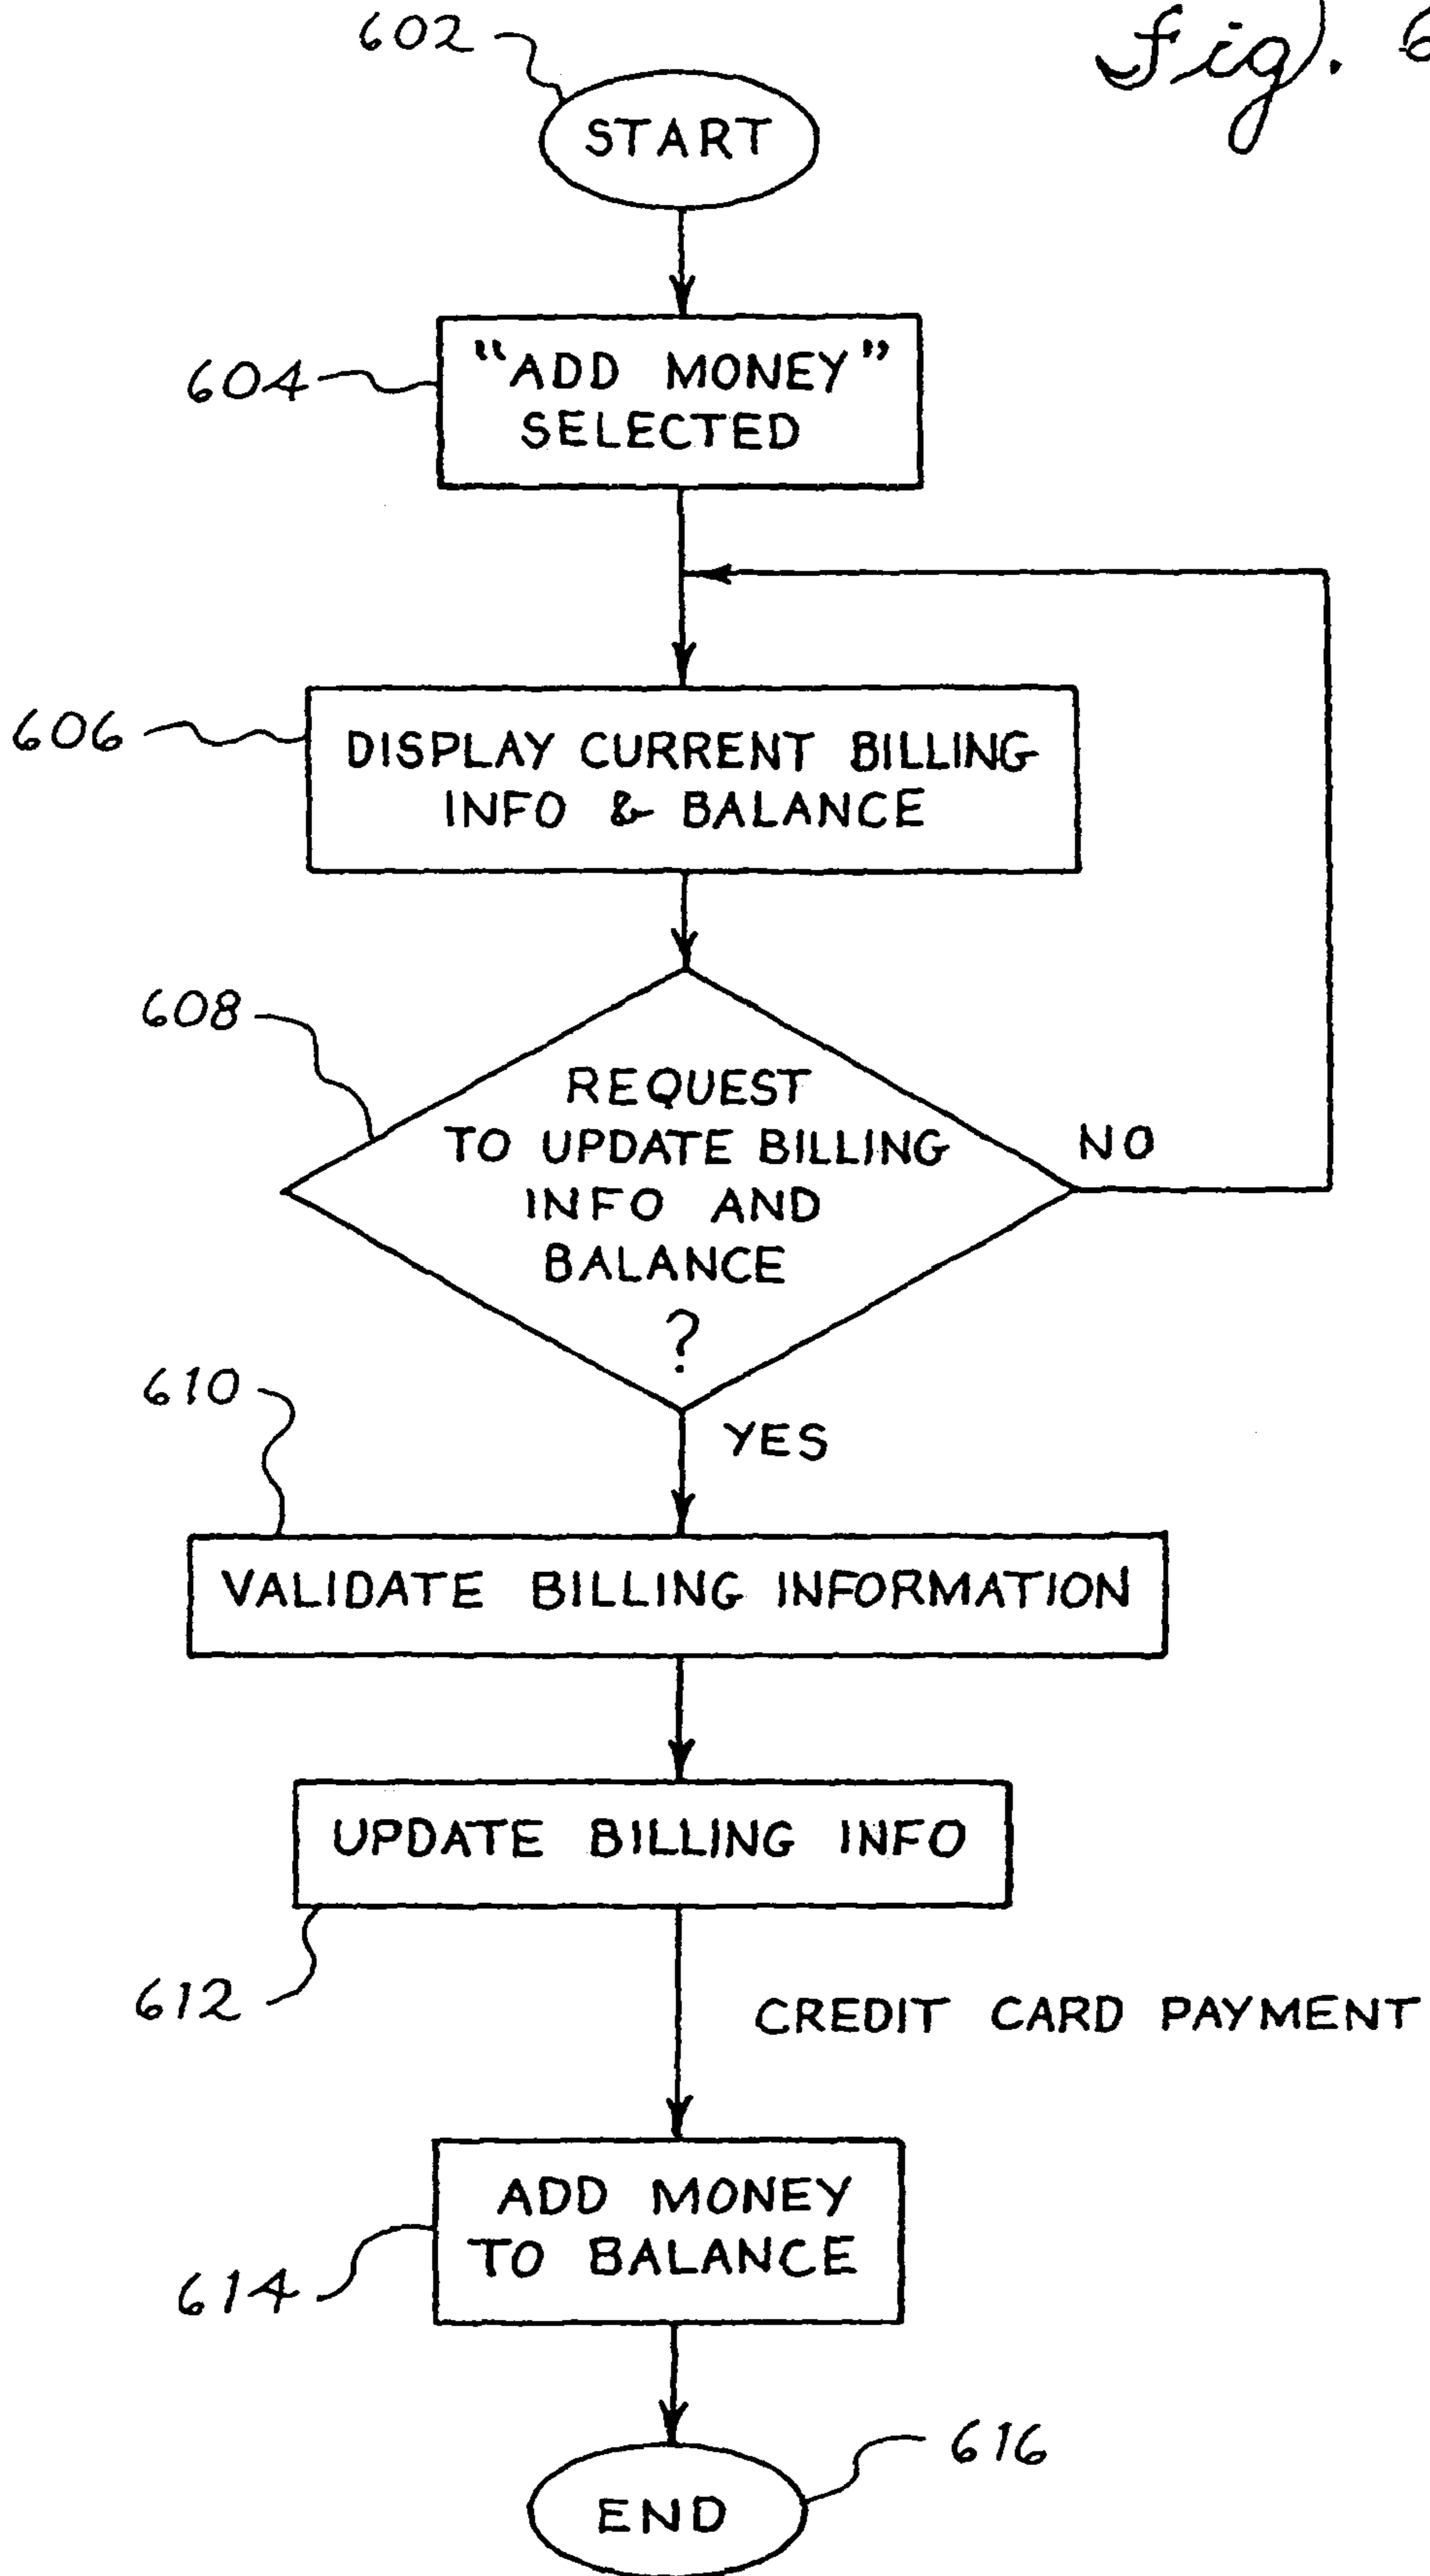 602
Fig. 6
START
604
"ADD MONEY"
SELECTED
606
DISPLAY CURRENT BILLING
INFO & BALANCE
608
REQUEST
TO UPDATE BILLING
INFO AND
BALANCE
?
NO
610
YES
VALIDATE BILLING INFORMATION
UPDATE BILLING INFO
612
CREDIT CARD PAYMENT
ADD MONEY
TO BALANCE
614
616
END